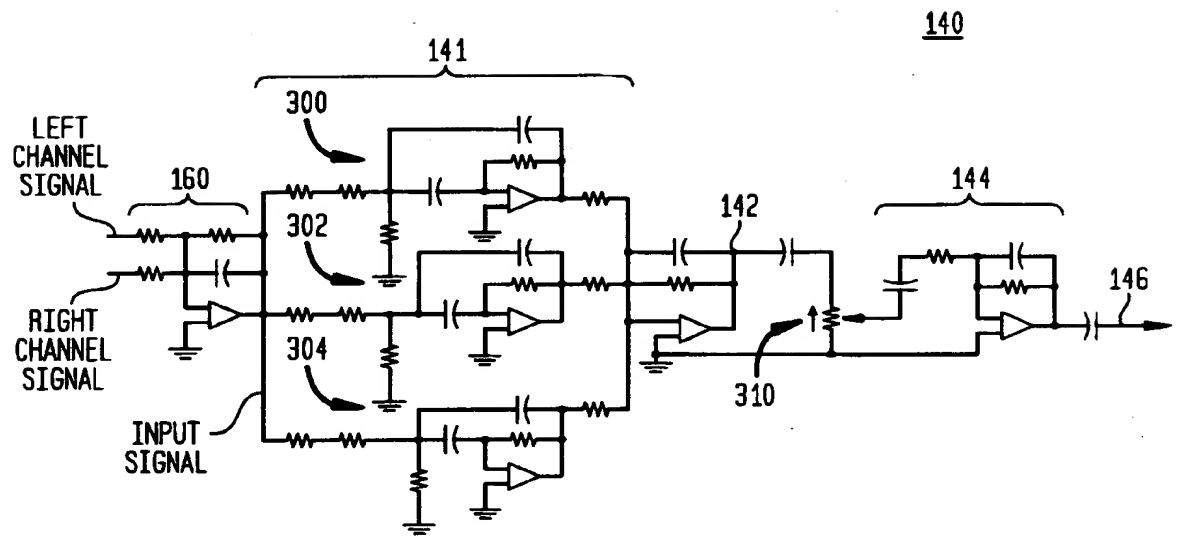 140
141
300
LEFT
CHANNEL
SIGNAL
160
302
142
144
146
RIGHT
CHANNEL
SIGNAL
304
310
INPUT
SIGNAL